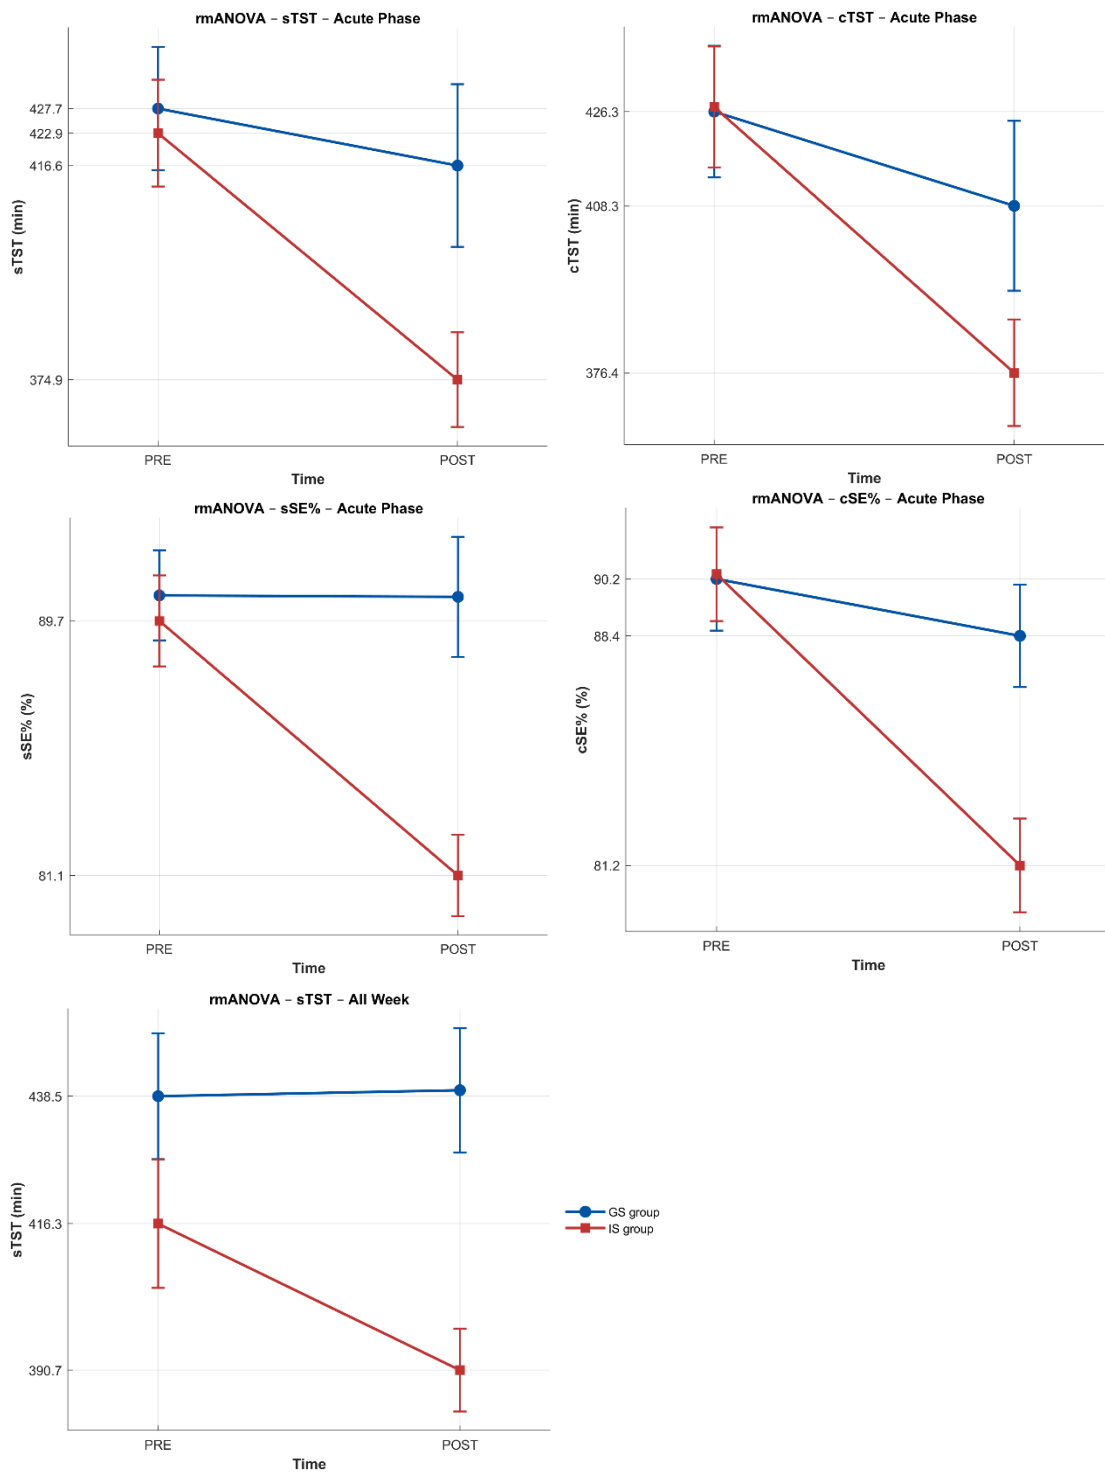 rmANOVA – sTST – Acute Phase
sTST (min)
427.7
422.9
416.6
374.9
PRE
POST
Time
rmANOVA – cTST – Acute Phase
cTST (min)
426.3
408.3
376.4
PRE
POST
Time
rmANOVA – sSE% – Acute Phase
sSE% (%)
89.7
81.1
PRE
POST
Time
rmANOVA – cSE% – Acute Phase
cSE% (%)
90.2
88.4
81.2
PRE
POST
Time
rmANOVA – sTST – All Week
sTST (min)
438.5
416.3
390.7
PRE
POST
Time
GS group
IS group